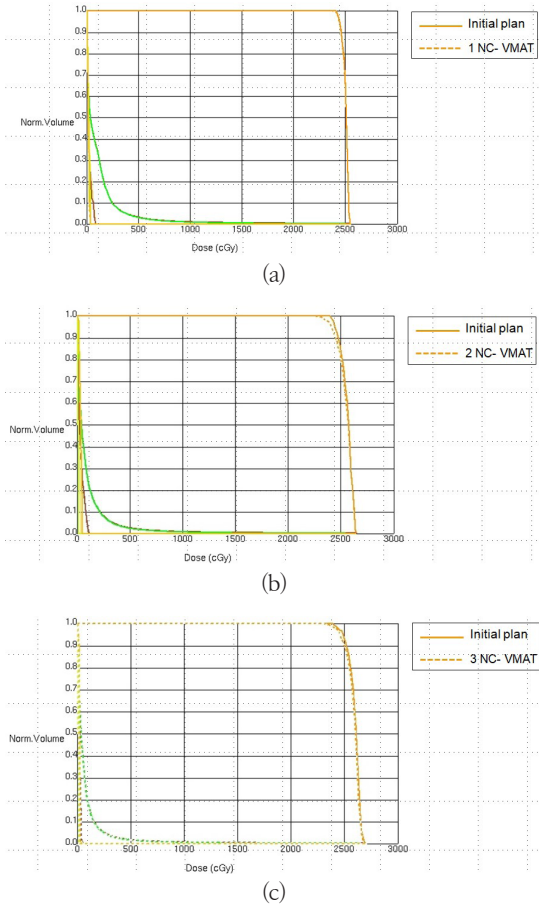 1.0
0.9
0.8
0.7
0.6
0.5
Norm.Volume
0.4
0.3
0.2
0.1
0.0
0 500 1000 1500 2000 2500 3000
Dose (cGy)
Initial plan
1 NC- VMAT
(a)
1.0
0.9
0.8
0.7
0.6
0.5
Norm.Volume
0.4
0.3
0.2
0.1
0.0
0 500 1000 1500 2000 2500 3000
Dose (cGy)
Initial plan
2 NC- VMAT
(b)
1.0
0.9
0.8
0.7
0.6
0.5
Norm.Volume
0.4
0.3
0.2
0.1
0.0
0 500 1000 1500 2000 2500 3000
Dose (cGy)
Initial plan
3 NC- VMAT
(c)